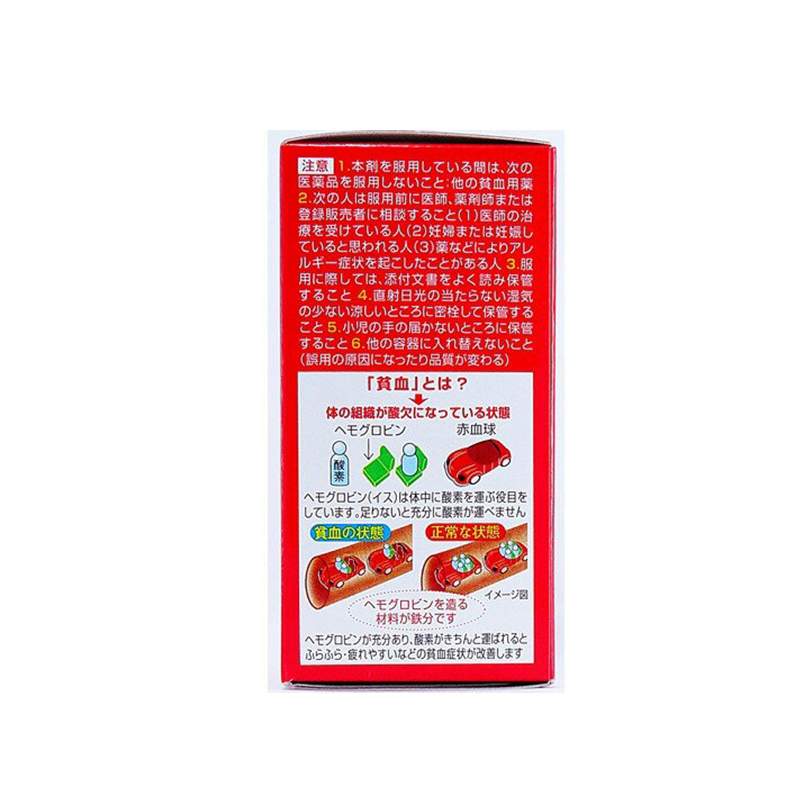 注意 1.本剤を服用している間は、次の
医薬品を服用しないこと:他の貧血用薬
2.次の人は服用前に医師、薬剤師または
登録販売者に相談すること(1)医師の治
療を受けている人(2)妊婦または妊娠し
ていると思われる人(3)薬などによりアレ
ルギー症状を起こしたことがある人 3.服
用に際しては、添付文書をよく読み保管
すること 4.直射日光の当たらない湿気
の少ない涼しいところに密栓して保管する
こと 5.小児の手の届かないところに保管
すること 6.他の容器に入れ替えないこと
(誤用の原因になったり品質が変わる)
「貧血」とは?
体の組織が酸欠になっている状態
ヘモグロビン
赤血球
酸素
ヘモグロビン(イス)は体中に酸素を運ぶ役目を
しています。足りないと充分に酸素が運べません
貧血の状態
正常な状態
イメージ図
ヘモグロビンを造る
材料が鉄分です
ヘモグロビンが充分あり、酸素がきちんと運ばれると
ふらふら・疲れやすいなどの貧血症状が改善します